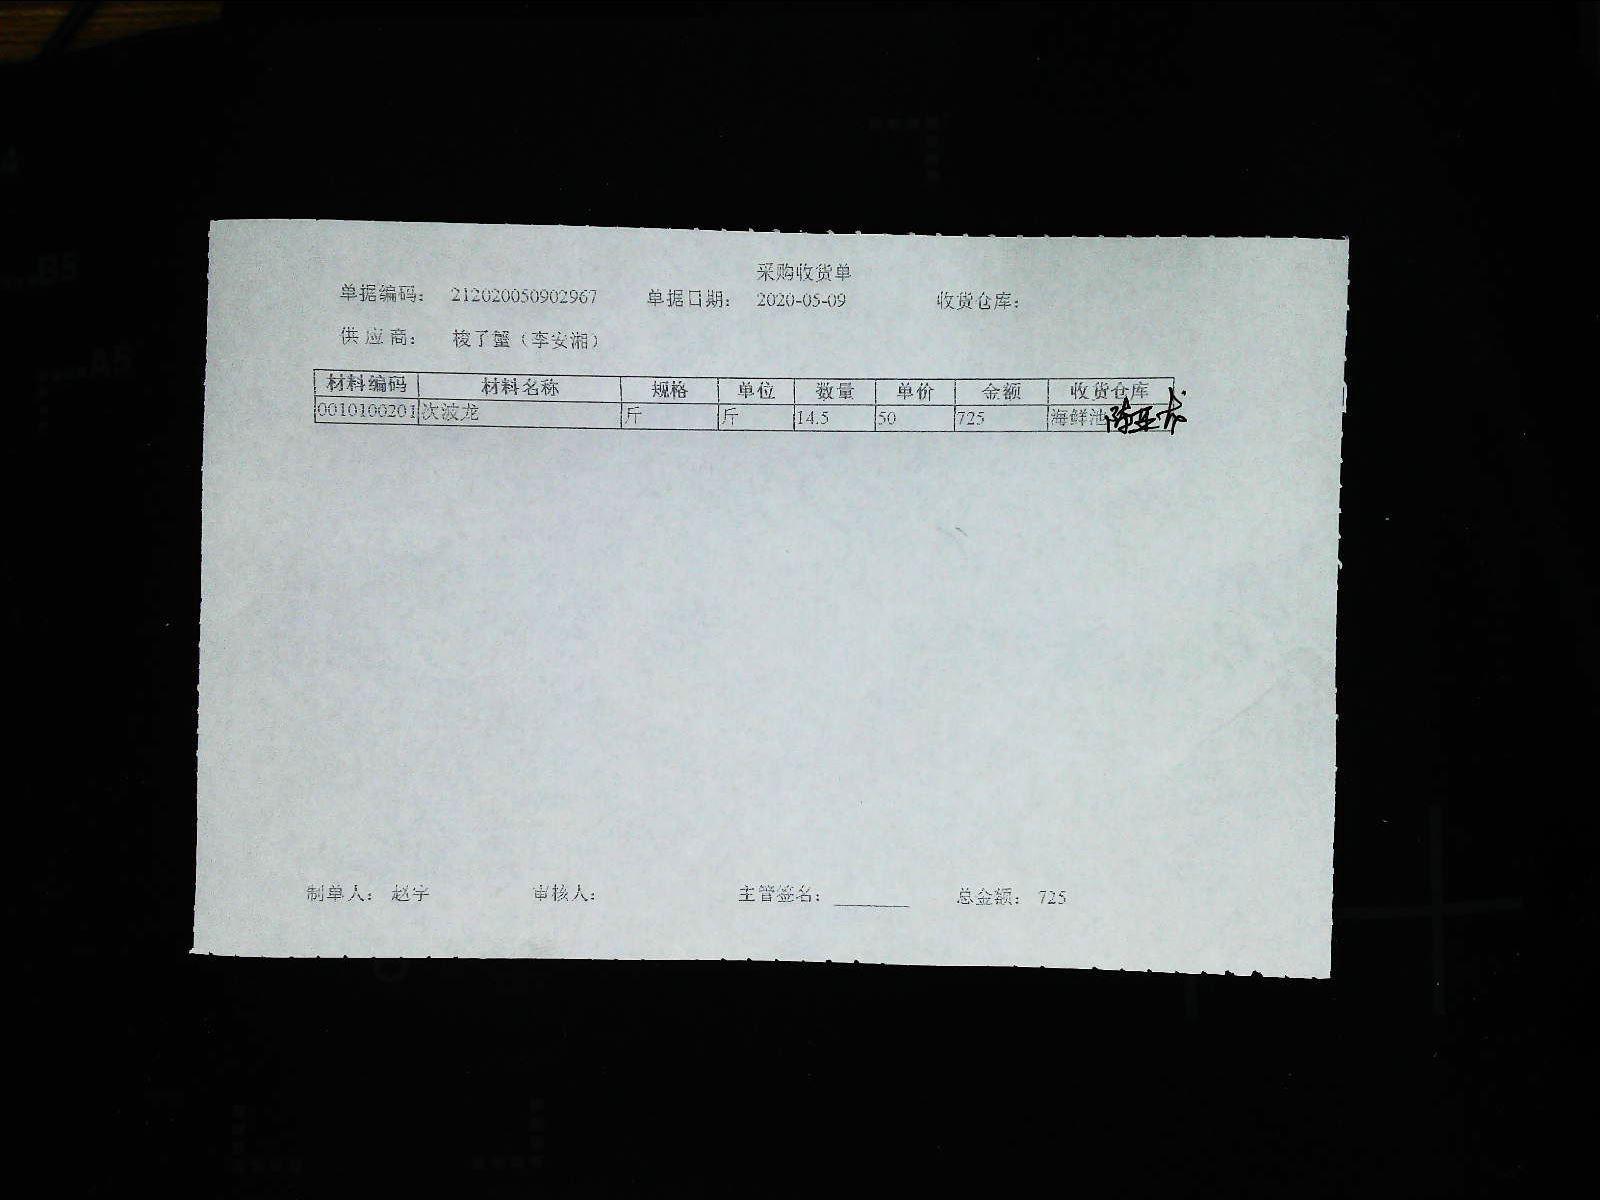 采购收货单
单据编码： 212020050902967 单据日期： 2020-05-09 收货仓库：
供应商： 梭子蟹（李安湘）
材料编码 材料名称 规格 单位 数量 单价 金额 收货仓库
0010100201 次波龙 斤 斤 14.5 50 725 海鲜池
制单人： 赵宇 审核人： 主管签名： 总金额： 725